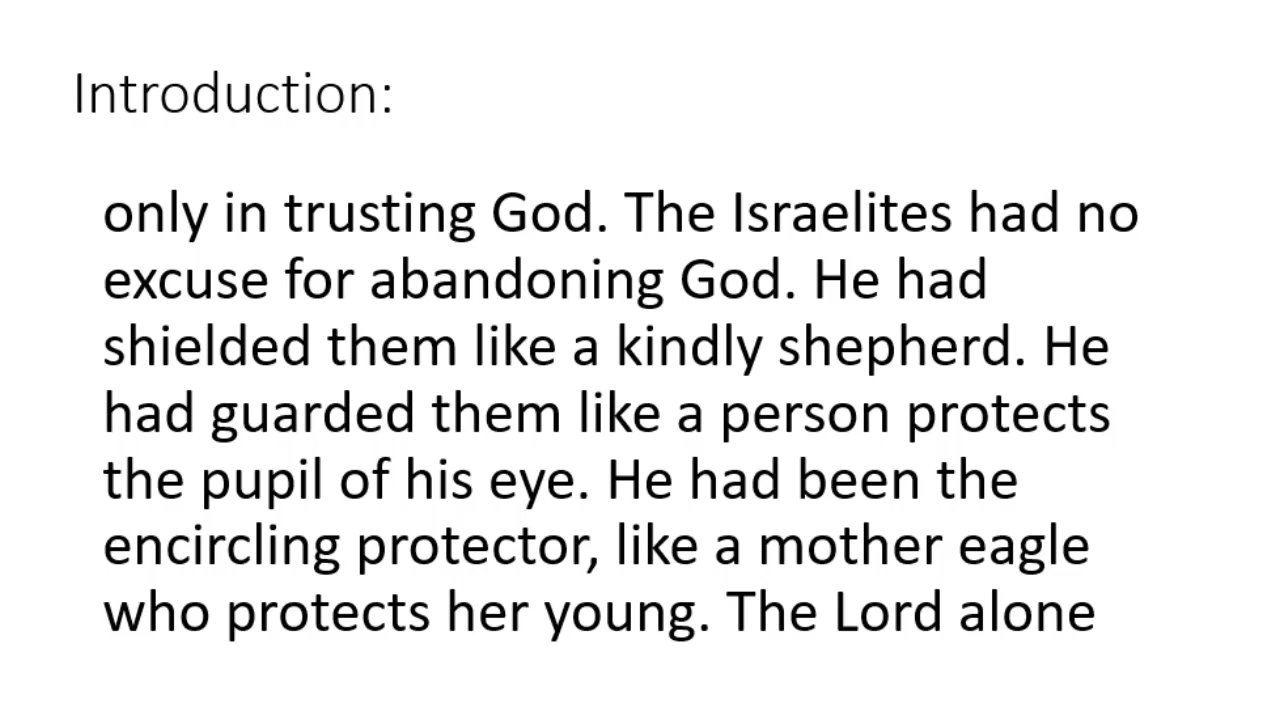 Introduction:
only in trusting God. The Israelites had no
excuse for abandoning God. He had
shielded them like a kindly shepherd. He
had guarded them like a person protects
the pupil of his eye. He had been the
encircling protector, like a mother eagle
who protects her young. The Lord alone